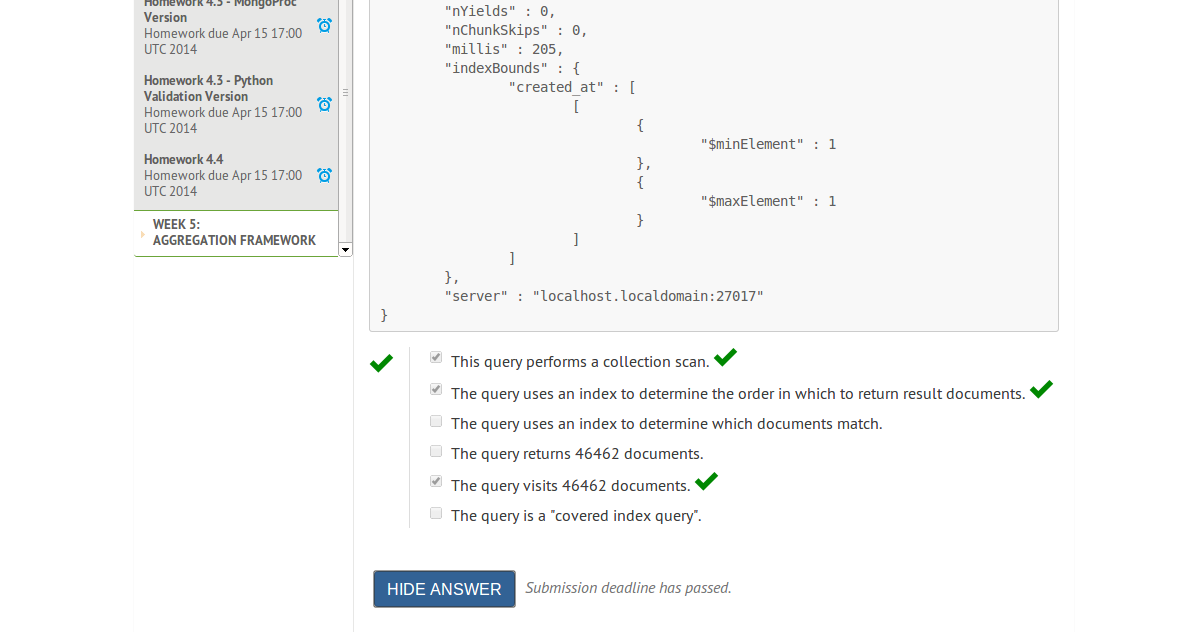 Homework 4.3 - MongoProc
Version
Homework due Apr 15 17:00
UTC 2014
Homework 4.3 - Python
Validation Version
Homework due Apr 15 17:00
UTC 2014
Homework 4.4
Homework due Apr 15 17:00
UTC 2014
WEEK 5:
AGGREGATION FRAMEWORK
"nYields" : 0,
"nChunkSkips" : 0,
"millis" : 205,
"indexBounds" : {
"created_at" : [
[
{
"$minElement" : 1
},
{
"$maxElement" : 1
}
]
]
},
"server" : "localhost.localdomain:27017"
}
This query performs a collection scan.
The query uses an index to determine the order in which to return result documents.
The query uses an index to determine which documents match.
The query returns 46462 documents.
The query visits 46462 documents.
The query is a "covered index query".
HIDE ANSWER
Submission deadline has passed.